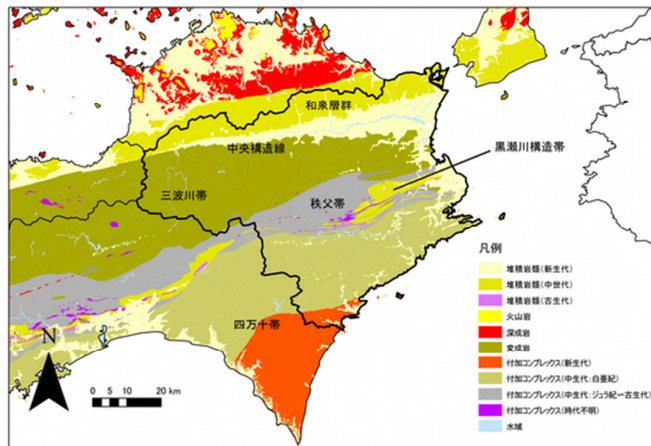 和泉層群
中央構造線
黒瀬川構造帯
三波川帯
秩父帯
四万十帯
N
0 5 10 20 km
凡例
堆積岩類(新生代)
堆積岩類(中世代)
堆積岩類(古生代)
火山岩
深成岩
変成岩
付加コンプレックス(新生代)
付加コンプレックス(中生代:白亜紀)
付加コンプレックス(中生代:ジュラ紀〜古生代)
付加コンプレックス(時代不明)
水域